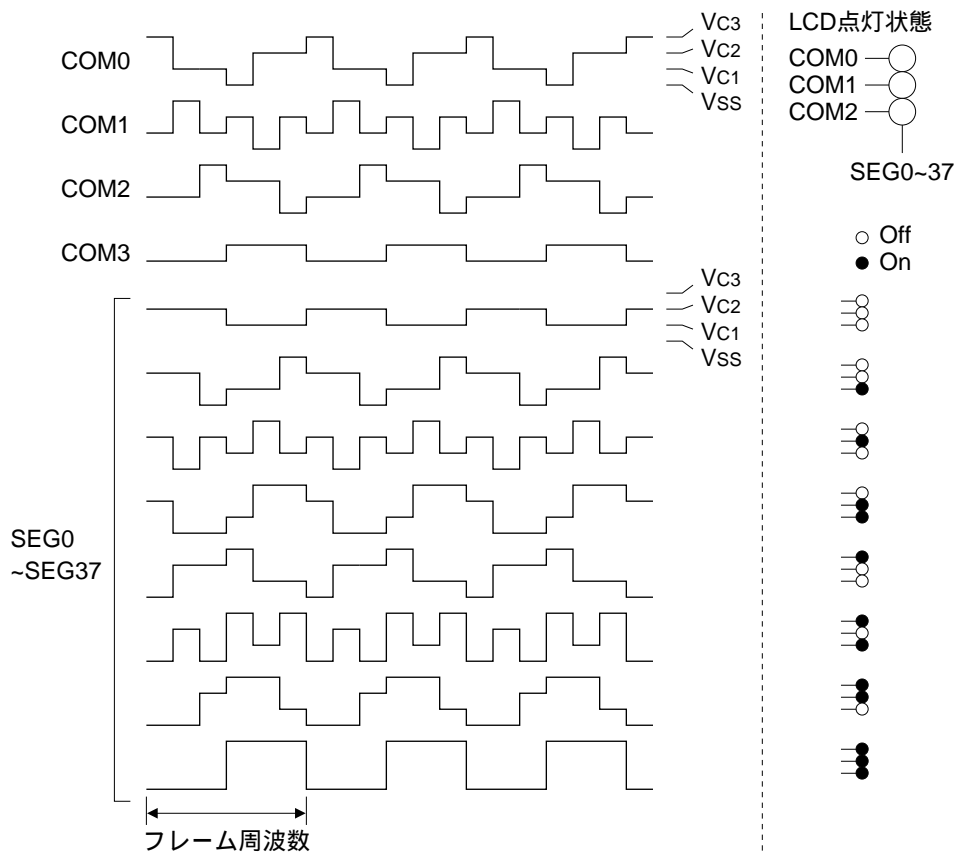 COM0
COM1
COM2
COM3
VC3
VC2
VC1
VSS
VC3
VC2
VC1
VSS
SEG0
~SEG37
フレーム周波数
LCD点灯状態
COM0
COM1
COM2
SEG0~37
Off
On